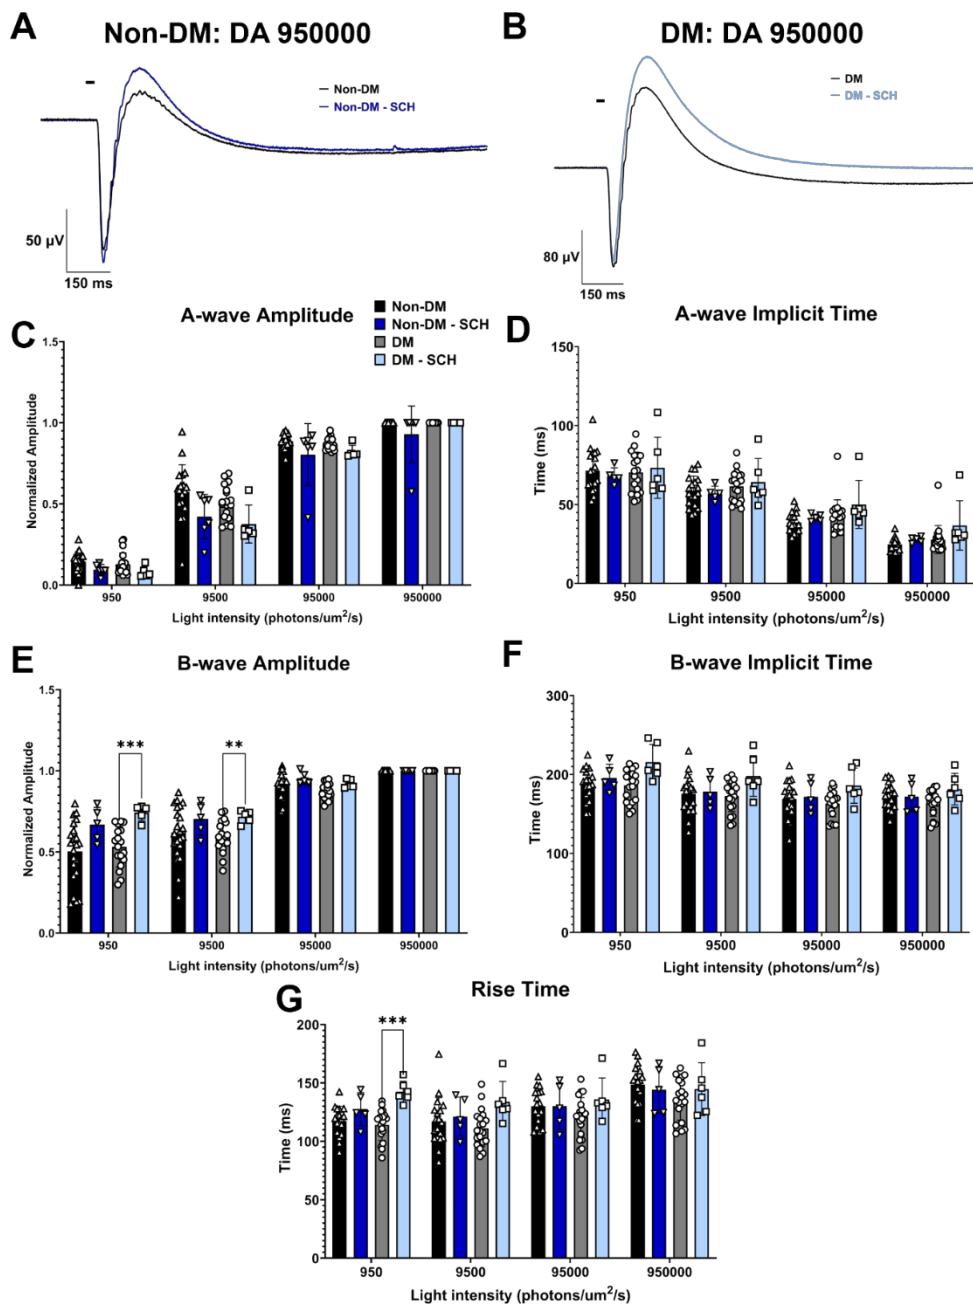 A
Non-DM: DA 950000
Non-DM
Non-DM - SCH
50 µV
150 ms
B
DM: DA 950000
DM
DM - SCH
80 µV
150 ms
C
A-wave Amplitude
Non-DM
Non-DM - SCH
DM
DM - SCH
Normalized Amplitude
1.5
1.0
0.5
0.0
950
9500
95000
950000
Light intensity (photons/um²/s)
D
A-wave Implicit Time
Time (ms)
150
100
50
0
950
9500
95000
950000
Light intensity (photons/um²/s)
E
B-wave Amplitude
Normalized Amplitude
1.5
1.0
0.5
0.0
***
**
950
9500
95000
950000
Light intensity (photons/um²/s)
F
B-wave Implicit Time
Time (ms)
300
200
100
0
950
9500
95000
950000
Light intensity (photons/um²/s)
G
Rise Time
Time (ms)
200
150
100
50
0
***
950
9500
95000
950000
Light intensity (photons/um²/s)